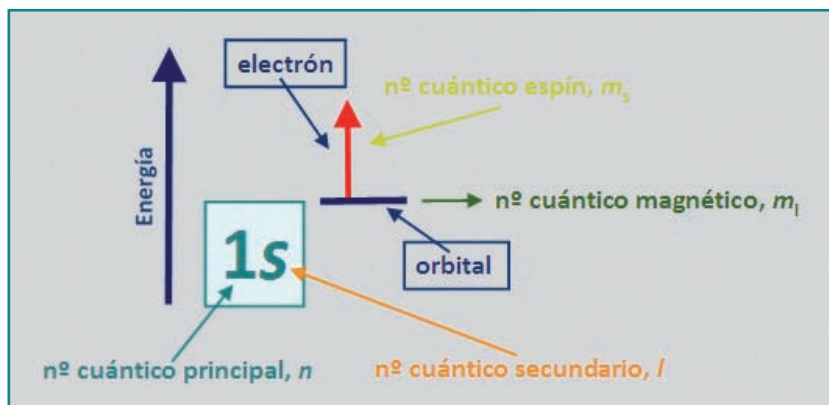 electrón
nº cuántico espín, mₛ
Energía
nº cuántico magnético, mₗ
1s
orbital
nº cuántico principal, n
nº cuántico secundario, l